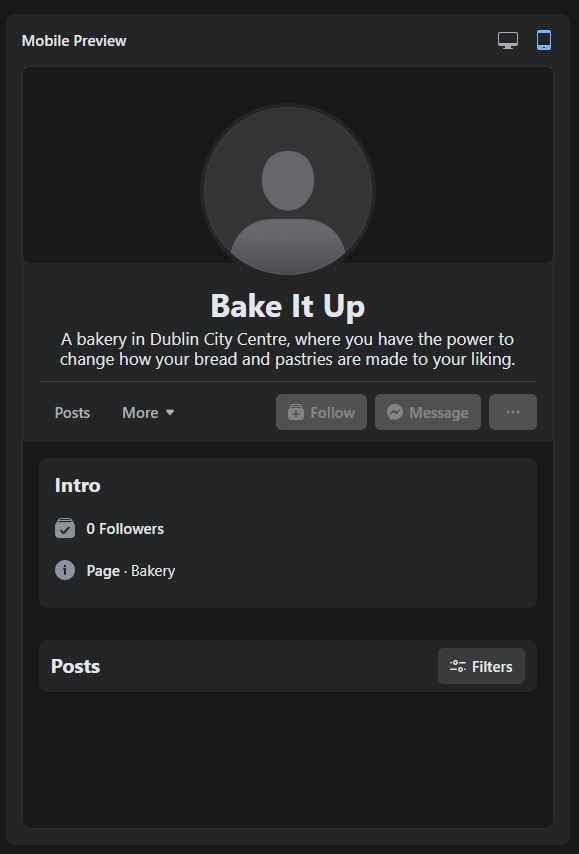 Mobile Preview
Bake It Up
A bakery in Dublin City Centre, where you have the power to
change how your bread and pastries are made to your liking.
Posts More Follow Message ...
Intro
0 Followers
Page · Bakery
Posts Filters